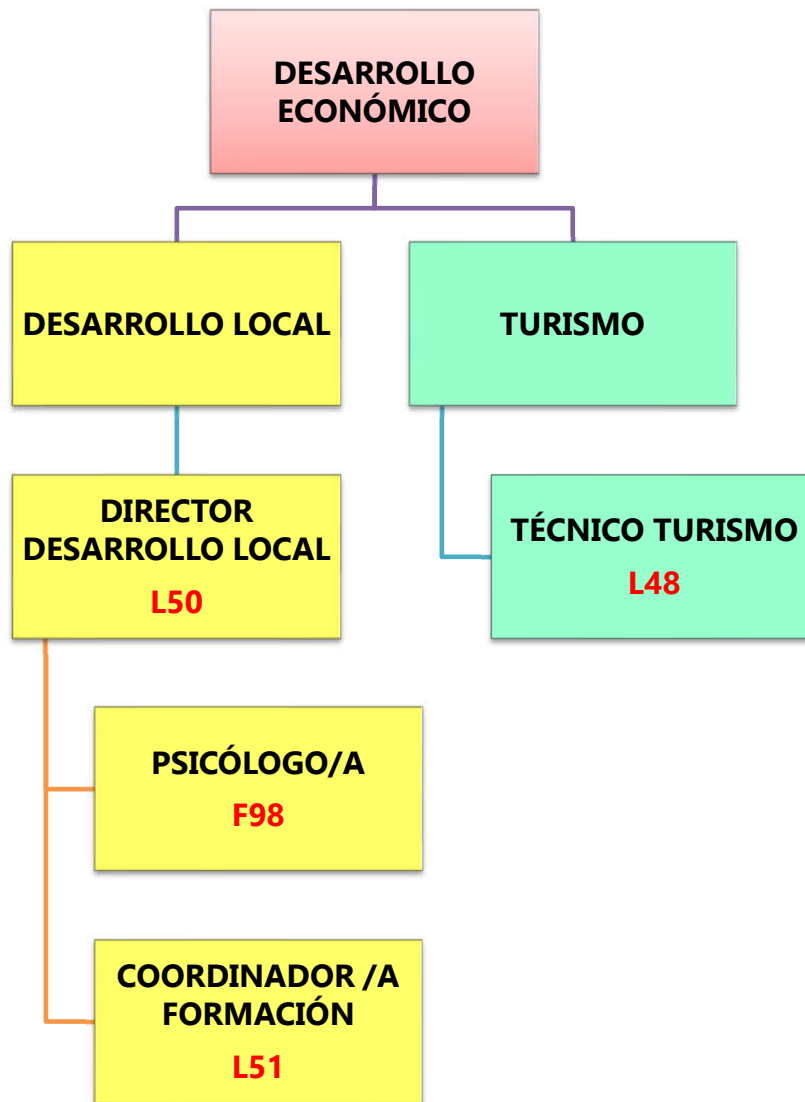 DESARROLLO
ECONÓMICO
DESARROLLO LOCAL
TURISMO
DIRECTOR
DESARROLLO LOCAL
L50
TÉCNICO TURISMO
L48
PSICÓLOGO/A
F98
COORDINADOR /A
FORMACIÓN
L51